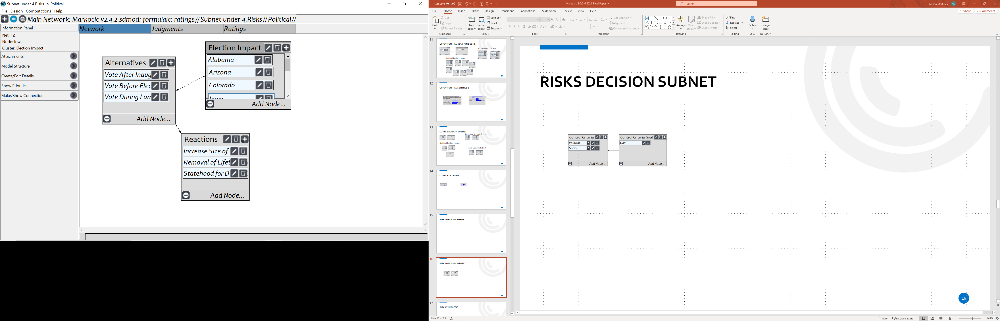 Subnet under 4.Risks -> Political
File Design Computations Help
Main Network: Markocic v2.4.2.sdmod: formulaic: ratings// Subnet under 4.Risks// Political//
Information Panel
Net: 12
Node: Iowa
Cluster: Election Impact
Attachments
Model Structure
Create/Edit Details
Show Priorities
Make/Show Connections
Network Judgments Ratings
Alternatives
Vote After Inaug
Vote Before Elec
Vote During Lan
Add Node...
Election Impact
Alabama
Arizona
Colorado
Iowa
Add Node...
Reactions
Increase Size of
Removal of Lifet
Statehood for D
Add Node...
AutoSave Off
Markocic_BQOM 2521_Final Paper
Search
Adrian Markocic AM
File Home Insert Draw Design Transitions Animations Slide Show Review View Help
Share Comments
Paste
Cut
Copy
Format Painter
Clipboard
New Slide
Reuse Slides
Layout
Reset
Section
Slides
28
B I U S ab AV Aa
Font
Text Direction
Align Text
Convert to SmartArt
Paragraph
Arrange
Quick Styles
Shape Fill
Shape Outline
Shape Effects
Drawing
Find
Replace
Select
Editing
Dictate
Voice
Design Ideas
Designer
11
OPPORTUNITIES DECISION SUBNET
Social Decision Subnet
Political Decision Subnet
12
OPPORTUNITIES SYNTHESIS
13
COSTS DECISION SUBNET
Economic Decision Subnet
Political Decision Subnet
Social Decision Subnet
14
COSTS SYNTHESIS
15
RISKS DECISION SUBNET
16
RISKS DECISION SUBNET
17
RISKS SYNTHESIS
RISKS DECISION SUBNET
Control Criteria
Political
Social
Add Node...
Control Criteria Goal
Goal
Add Node...
16
Slide 16 of 25
Notes Display Settings 165%